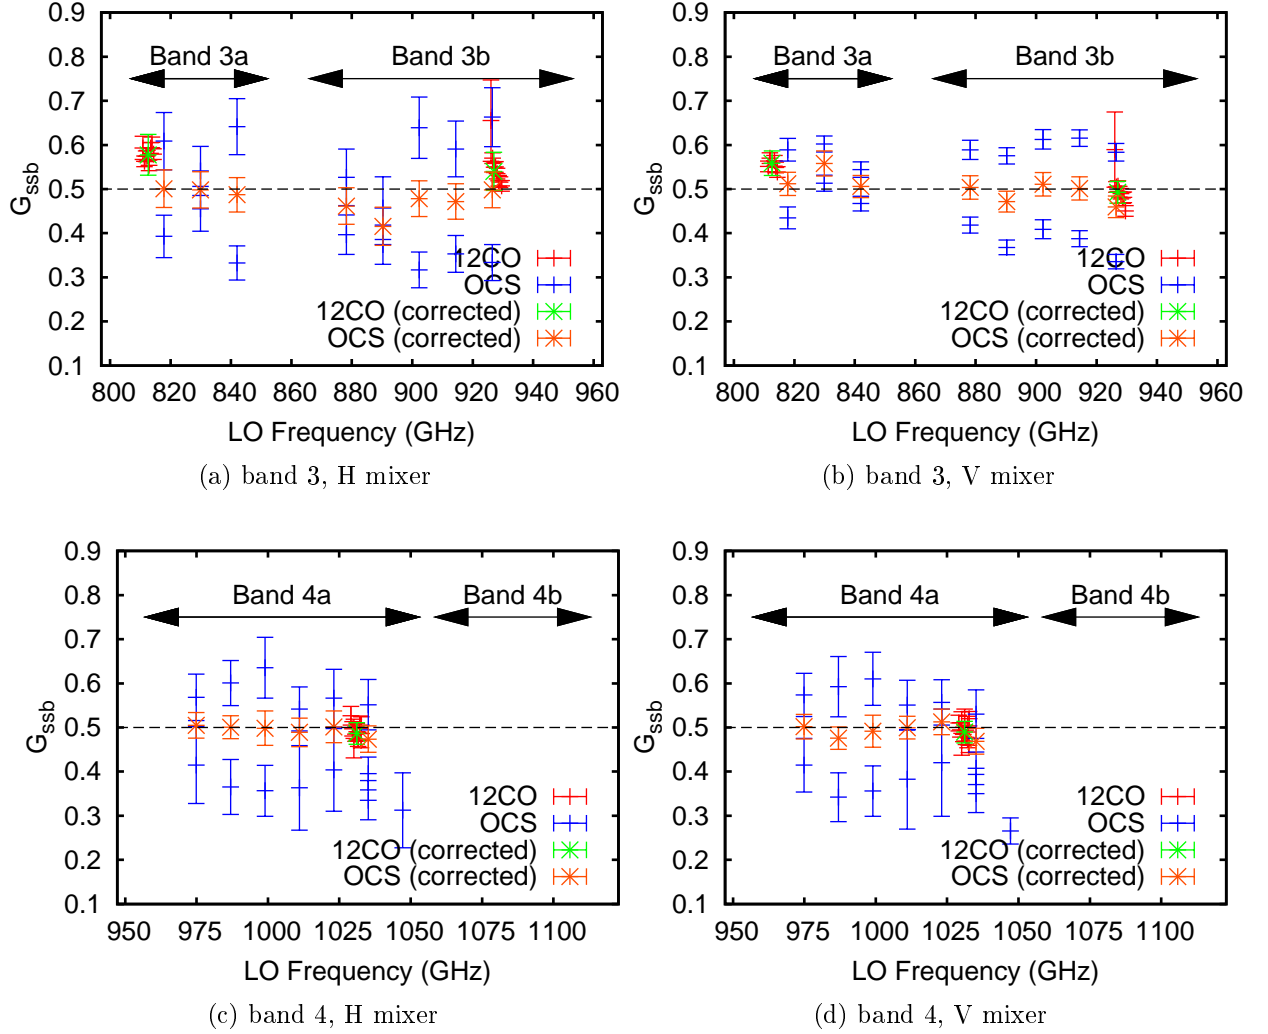 0.9
0.8
0.7
0.6
0.5
0.4
0.3
0.2
0.1
G_ssb
Band 3a
Band 3b
12CO
OCS
12CO (corrected)
OCS (corrected)
800 820 840 860 880 900 920 940 960
LO Frequency (GHz)
(a) band 3, H mixer
0.9
0.8
0.7
0.6
0.5
0.4
0.3
0.2
0.1
G_ssb
Band 3a
Band 3b
12CO
OCS
12CO (corrected)
OCS (corrected)
800 820 840 860 880 900 920 940 960
LO Frequency (GHz)
(b) band 3, V mixer
0.9
0.8
0.7
0.6
0.5
0.4
0.3
0.2
0.1
G_ssb
Band 4a
Band 4b
12CO
OCS
12CO (corrected)
OCS (corrected)
950 975 1000 1025 1050 1075 1100
LO Frequency (GHz)
(c) band 4, H mixer
0.9
0.8
0.7
0.6
0.5
0.4
0.3
0.2
0.1
G_ssb
Band 4a
Band 4b
12CO
OCS
12CO (corrected)
OCS (corrected)
950 975 1000 1025 1050 1075 1100
LO Frequency (GHz)
(d) band 4, V mixer